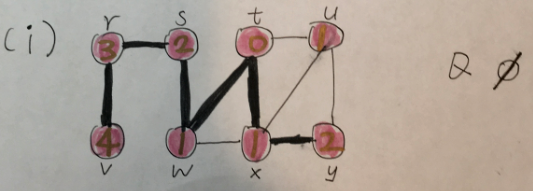 (i)
r s t u
3 2 0 1 Q Ø
4 1 1 2
v w x y